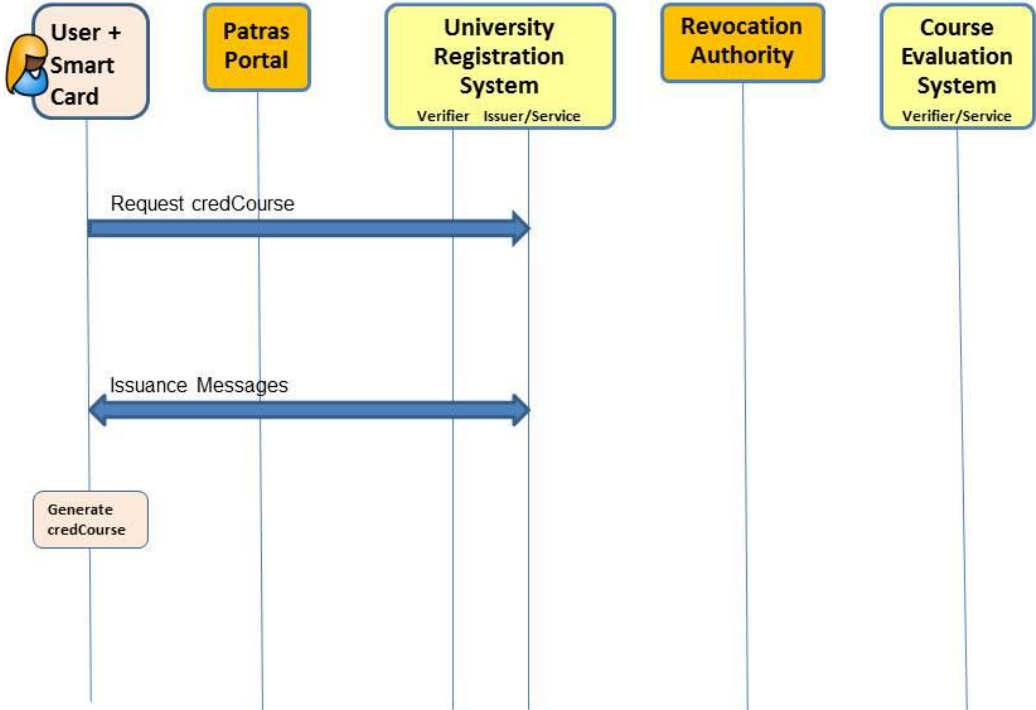 User +
Smart
Card
Patras
Portal
University
Registration
System
Verifier Issuer/Service
Revocation
Authority
Course
Evaluation
System
Verifier/Service
Request credCourse
Issuance Messages
Generate
credCourse